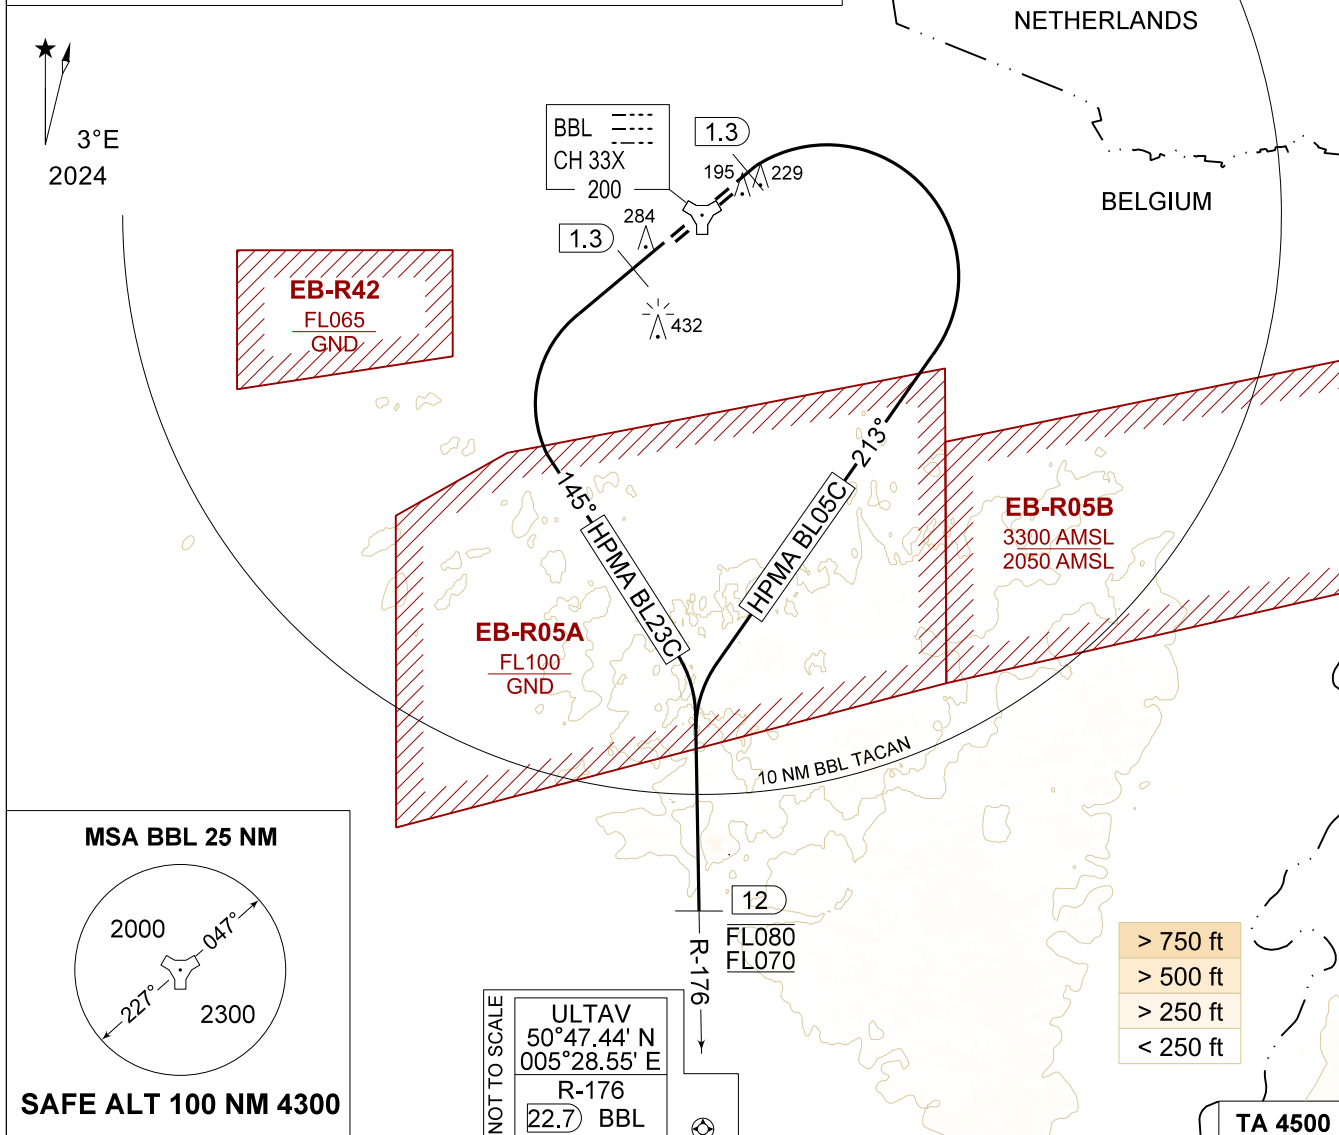 NETHERLANDS
3°E
2024
BBL
CH 33X
200
1.3
195
229
BELGIUM
284
1.3
432
EB-R42
FL065
GND
213°
145°
HPMA BL05C
HPMA BL23C
EB-R05B
3300 AMSL
2050 AMSL
EB-R05A
FL100
GND
10 NM BBL TACAN
MSA BBL 25 NM
2000
047°
227°
2300
SAFE ALT 100 NM 4300
12
FL080
FL070
R-176
NOT TO SCALE
ULTAV
50°47.44' N
005°28.55' E
R-176
22.7 BBL
> 750 ft
> 500 ft
> 250 ft
< 250 ft
TA 4500